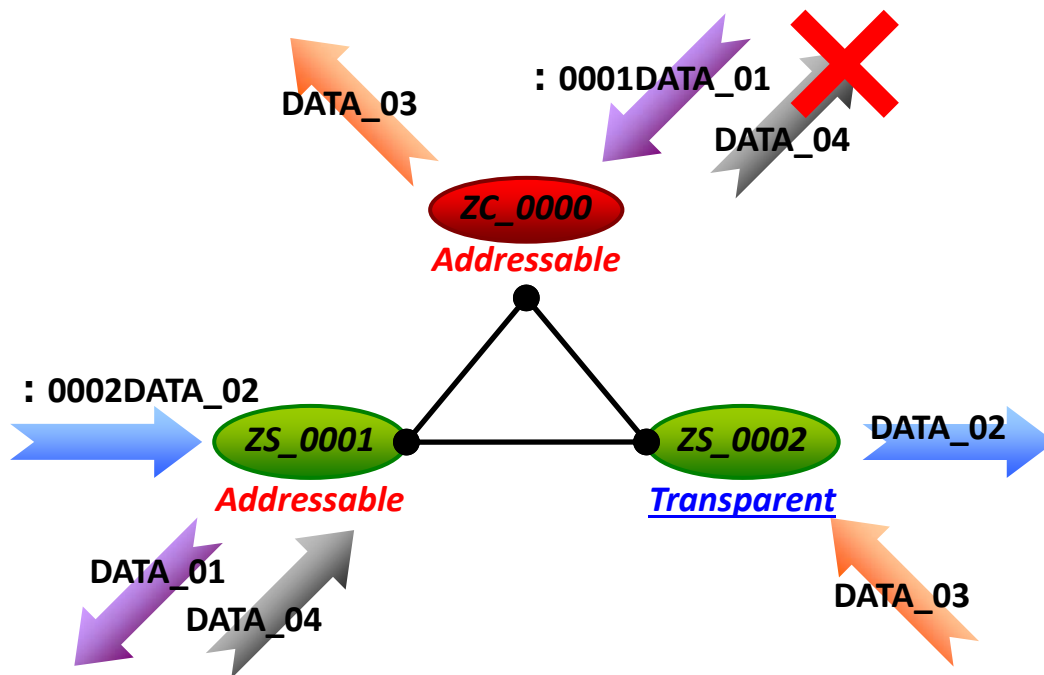 : 0001DATA_01
DATA_03
DATA_04
ZC_0000
Addressable
: 0002DATA_02
ZS_0001
ZS_0002
DATA_02
Addressable
Transparent
DATA_01
DATA_04
DATA_03